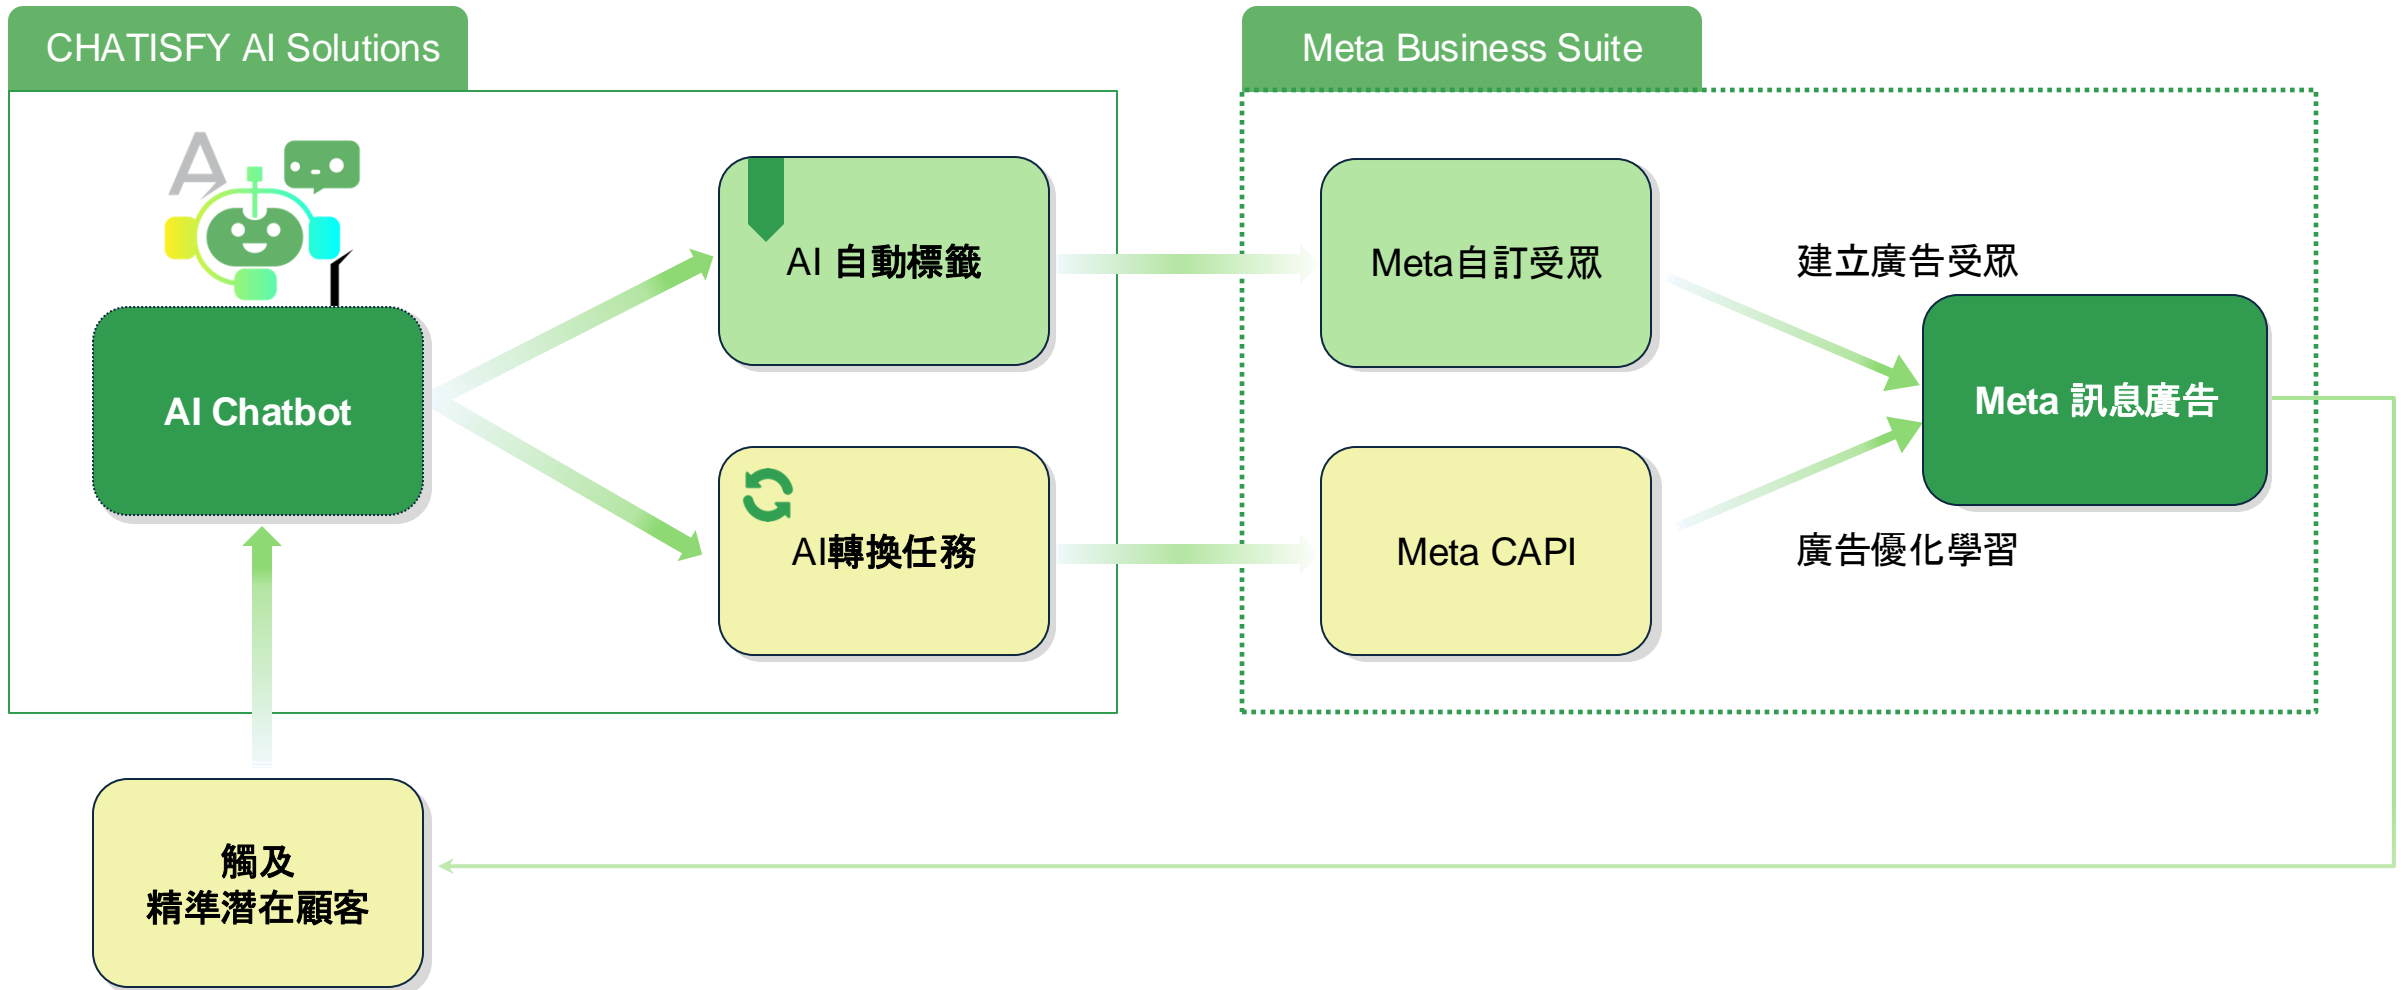 CHATISFY AI Solutions
Meta Business Suite
AI Chatbot
AI 自動標籤
AI轉換任務
Meta自訂受眾
Meta CAPI
建立廣告受眾
廣告優化學習
Meta 訊息廣告
觸及
精準潛在顧客